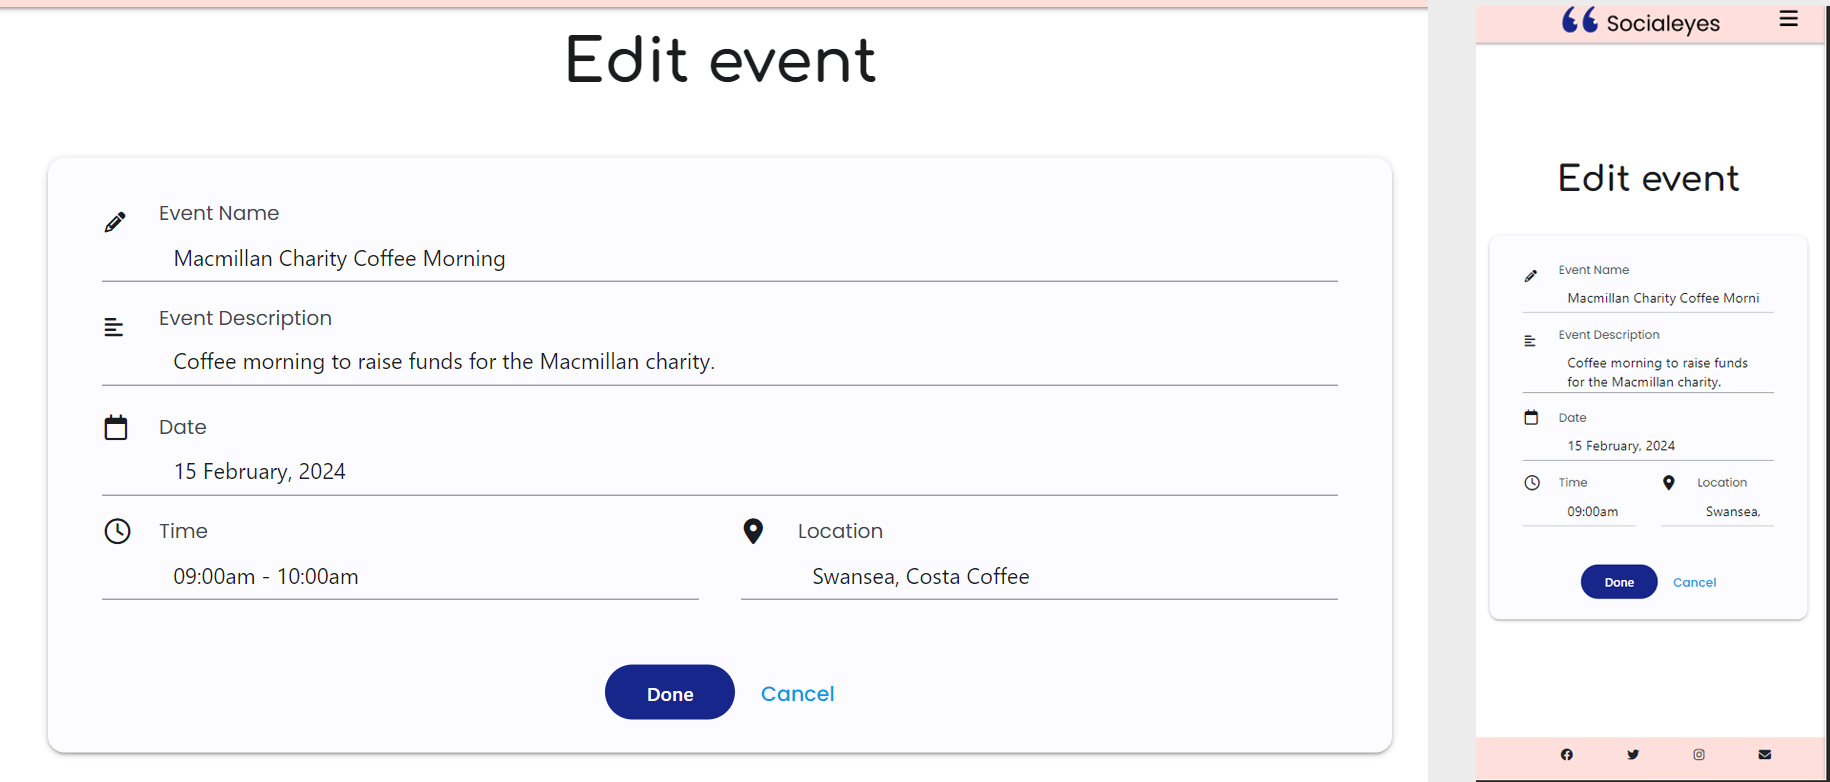 Edit event
Event Name
Macmillan Charity Coffee Morning
Event Description
Coffee morning to raise funds for the Macmillan charity.
Date
15 February, 2024
Time
09:00am - 10:00am
Location
Swansea, Costa Coffee
Done
Cancel
Socialeyes
Edit event
Event Name
Macmillan Charity Coffee Morni
Event Description
Coffee morning to raise funds
for the Macmillan charity.
Date
15 February, 2024
Time
09:00am
Location
Swansea,
Done
Cancel